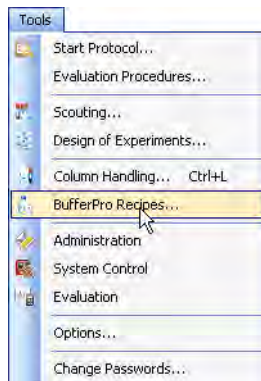 Tools
Start Protocol...
Evaluation Procedures...
Scouting...
Design of Experiments...
Column Handling... Ctrl+L
BufferPro Recipes...
Administration
System Control
Evaluation
Options...
Change Passwords...